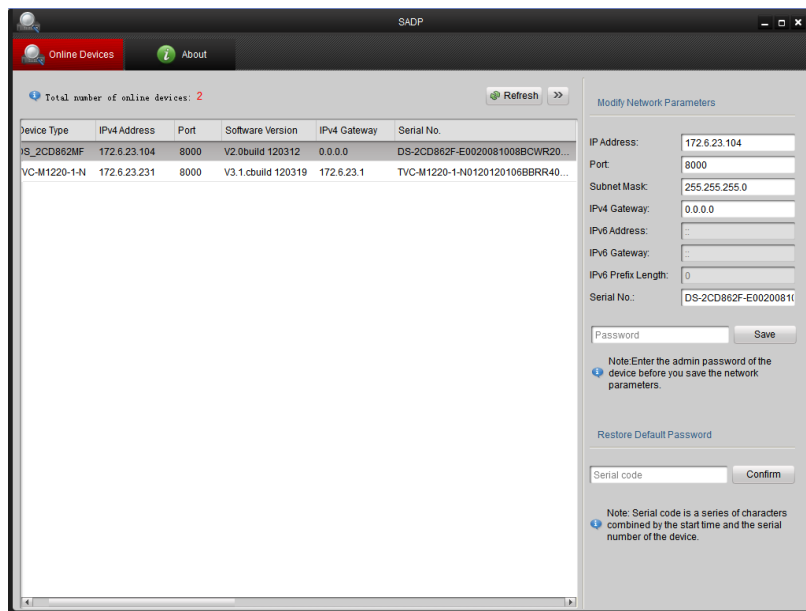 SADP
Online Devices
About
Total number of online devices: 2
Refresh
Modify Network Parameters
Device Type IPv4 Address Port Software Version IPv4 Gateway Serial No.
DS_2CD862MF 172.6.23.104 8000 V2.0build 120312 0.0.0.0 DS-2CD862F-E0020081008BCWR20...
TVC-M1220-1-N 172.6.23.231 8000 V3.1.cbuild 120319 172.6.23.1 TVC-M1220-1-N0120120106BBRR40...
IP Address: 172.6.23.104
Port: 8000
Subnet Mask: 255.255.255.0
IPv4 Gateway: 0.0.0.0
IPv6 Address: ::
IPv6 Gateway: ::
IPv6 Prefix Length: 0
Serial No.: DS-2CD862F-E00200810
Password
Save
Note:Enter the admin password of the
device before you save the network
parameters.
Restore Default Password
Serial code
Confirm
Note: Serial code is a series of characters
combined by the start time and the serial
number of the device.